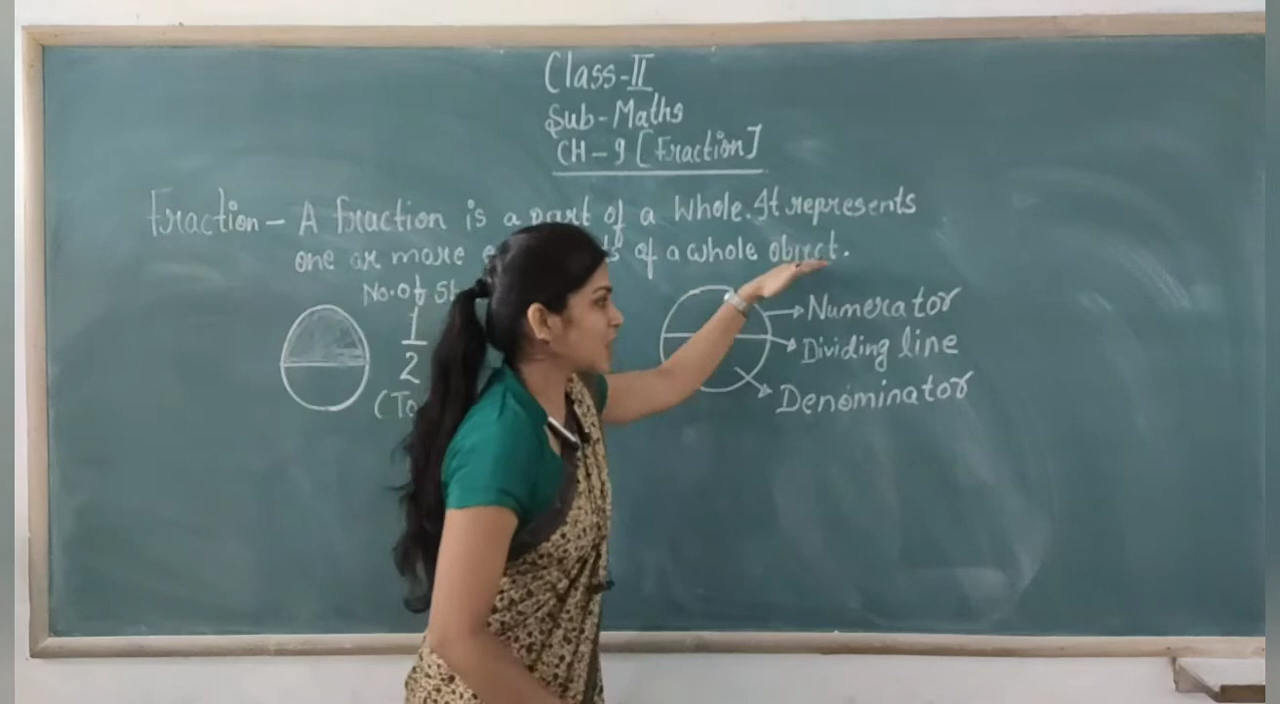 Class-II
Sub-Maths
CH-9 [Fraction]
Fraction - A fraction is a part of a Whole. It represents
one or more of a whole object.
No. of
1
2
Numerator
Dividing line
Denominator